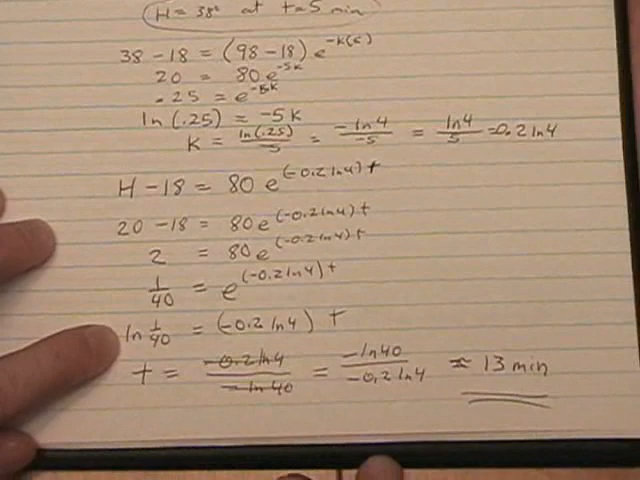 H = 38° at t = 5 min
38 - 18 = (98 - 18) e^-K(5)
20 = 80 e^-5K
.25 = e^-5K
ln(.25) = -5K
K = ln(.25)/-5 = -ln4/-5 = ln4/5 = 0.2 ln4
H - 18 = 80 e^(-0.2 ln4) t
20 - 18 = 80 e^(-0.2 ln4) t
2 = 80 e^(-0.2 ln4) t
1/40 = e^(-0.2 ln4) t
ln 1/40 = (-0.2 ln4) t
t = -0.2 ln4/-ln40 = -ln40/-0.2 ln4 ≈ 13 min